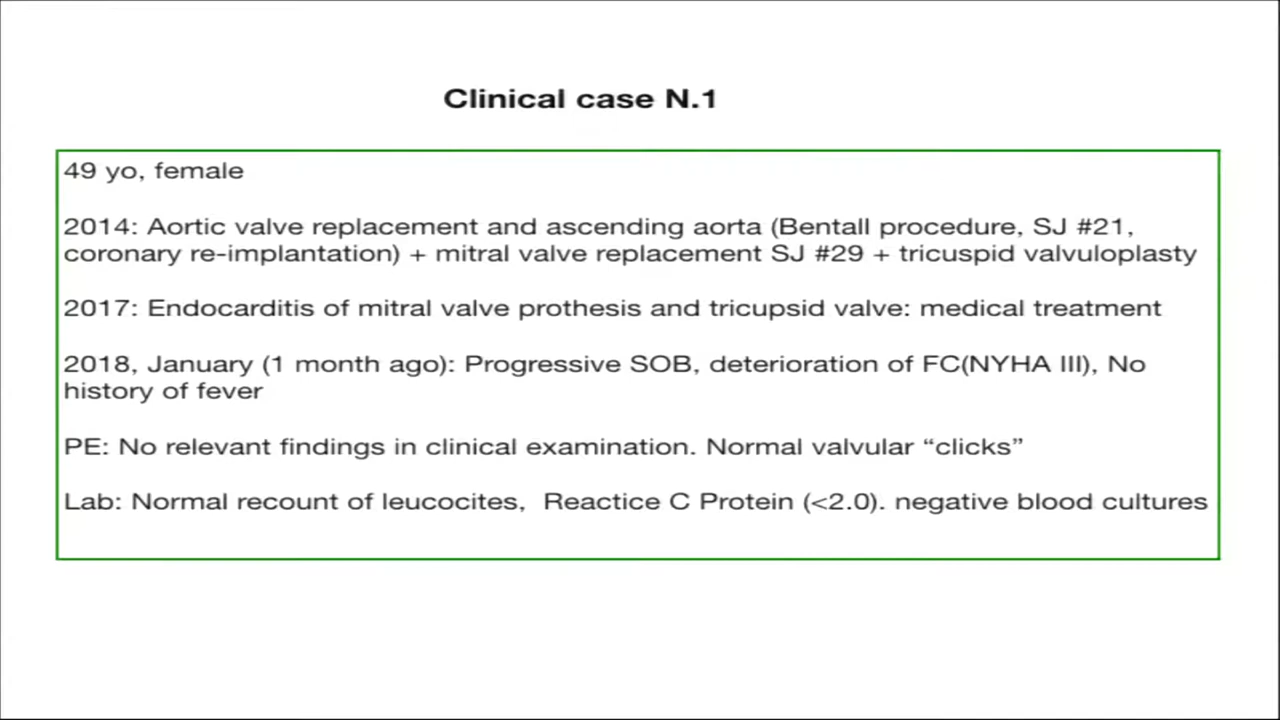 Clinical case N.1
49 yo, female
2014: Aortic valve replacement and ascending aorta (Bentall procedure, SJ #21,
coronary re-implantation) + mitral valve replacement SJ #29 + tricuspid valvuloplasty
2017: Endocarditis of mitral valve prothesis and tricupsid valve: medical treatment
2018, January (1 month ago): Progressive SOB, deterioration of FC(NYHA III), No
history of fever
PE: No relevant findings in clinical examination. Normal valvular “clicks”
Lab: Normal recount of leucocites,  Reactice C Protein (<2.0). negative blood cultures